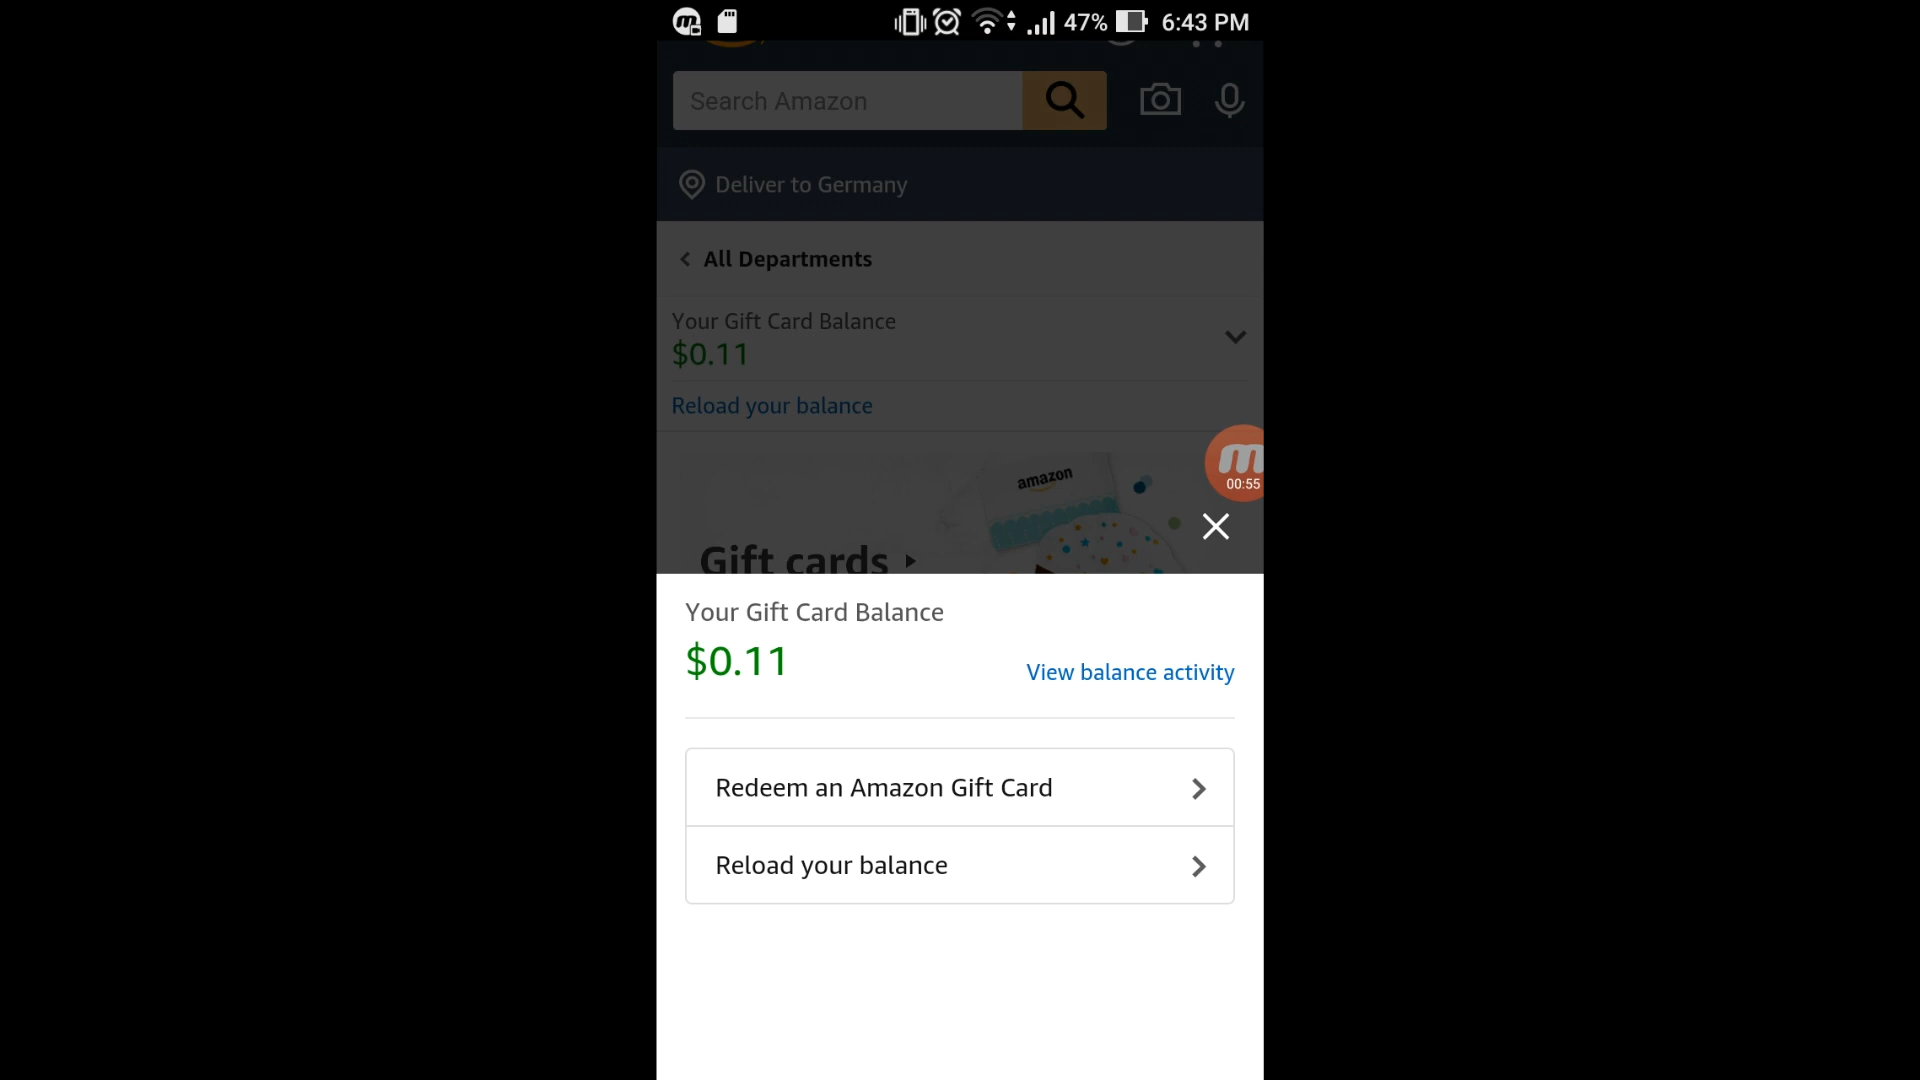 47% 6:43 PM
Search Amazon
Deliver to Germany
All Departments
Your Gift Card Balance
$0.11
Reload your balance
amazon
m
00:55
Gift cards
Your Gift Card Balance
$0.11
View balance activity
Redeem an Amazon Gift Card
Reload your balance